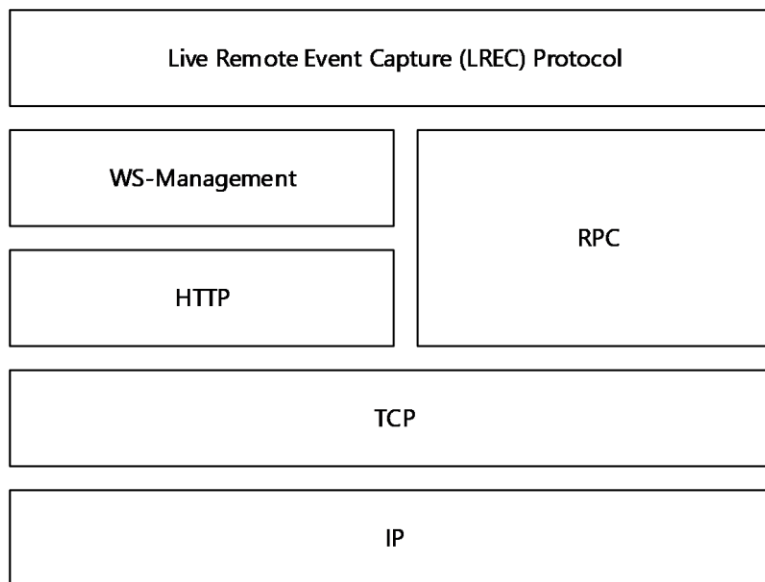 Live Remote Event Capture (LREC) Protocol
WS-Management
RPC
HTTP
TCP
IP